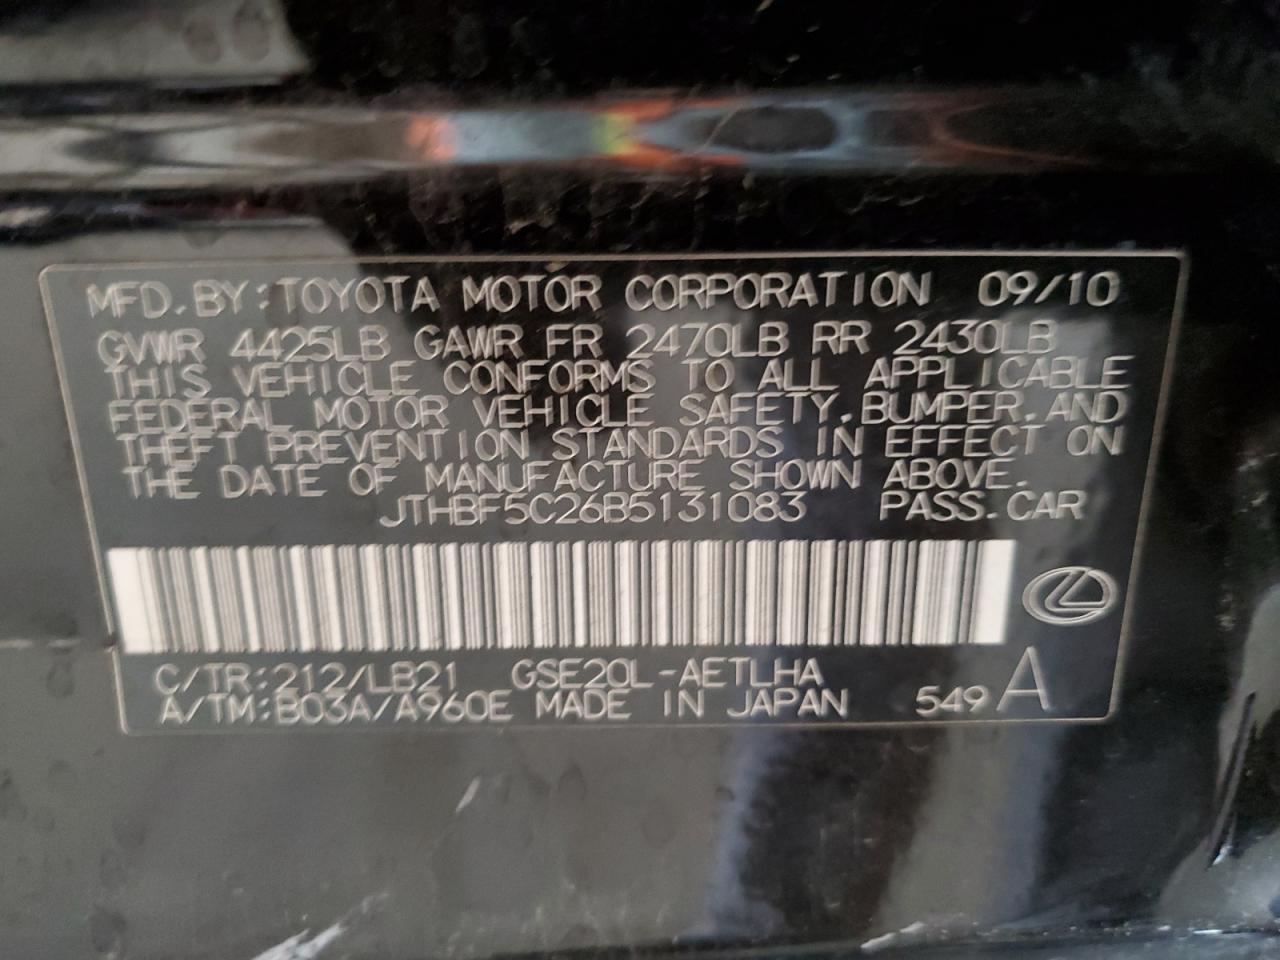 MFD. BY: TOYOTA MOTOR CORPORATION 09/10
GVWR 4425LB GAWR FR 2470LB RR 2430LB
THIS VEHICLE CONFORMS TO ALL APPLICABLE
FEDERAL MOTOR VEHICLE SAFETY, BUMPER, AND
THEFT PREVENTION STANDARDS IN EFFECT ON
THE DATE OF MANUFACTURE SHOWN ABOVE.
JTHBF5C26B5131083 PASS. CAR
C/TR: 212/LB21 GSE20L-AETLHA
A/TM: B03A/A960E MADE IN JAPAN 549 A